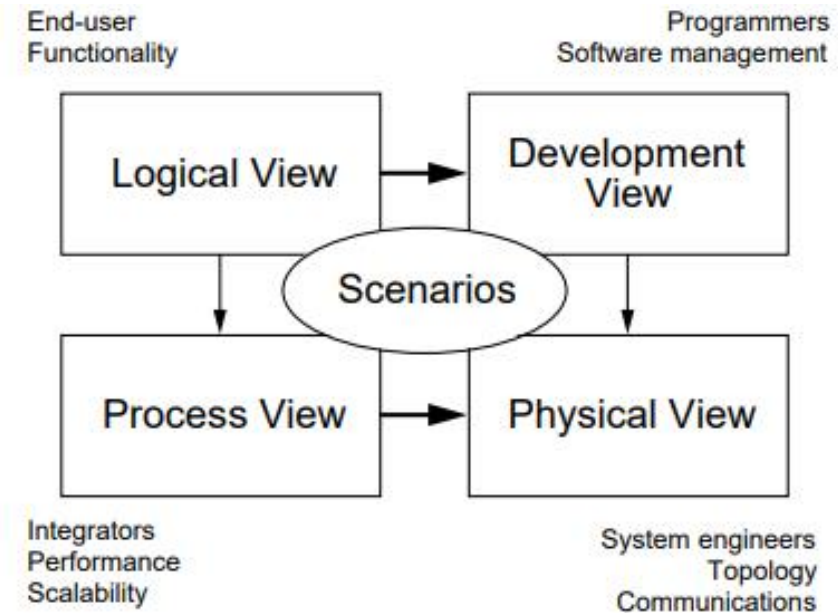 End-user
Functionality
Programmers
Software management
Logical View
Development
View
Scenarios
Process View
Physical View
Integrators
Performance
Scalability
System engineers
Topology
Communications